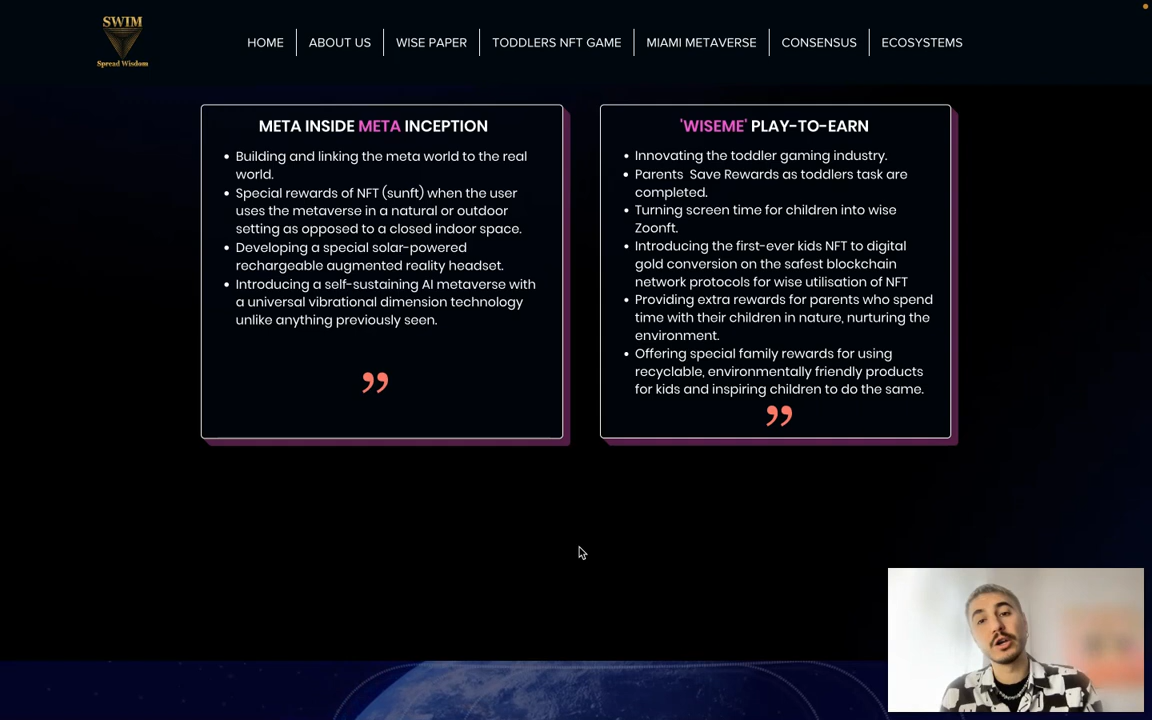 SWIM
Spread Wisdom
HOME
ABOUT US
WISE PAPER
TODDLERS NFT GAME
MIAMI METAVERSE
CONSENSUS
ECOSYSTEMS
META INSIDE META INCEPTION
• Building and linking the meta world to the real
world.
• Special rewards of NFT (sunft) when the user
uses the metaverse in a natural or outdoor
setting as opposed to a closed indoor space.
• Developing a special solar-powered
rechargeable augmented reality headset.
• Introducing a self-sustaining AI metaverse with
a universal vibrational dimension technology
unlike anything previously seen.
”
'WISEME' PLAY-TO-EARN
• Innovating the toddler gaming industry.
• Parents Save Rewards as toddlers task are
completed.
• Turning screen time for children into wise
Zoonft.
• Introducing the first-ever kids NFT to digital
gold conversion on the safest blockchain
network protocols for wise utilisation of NFT
• Providing extra rewards for parents who spend
time with their children in nature, nurturing the
environment.
• Offering special family rewards for using
recyclable, environmentally friendly products
for kids and inspiring children to do the same.
”